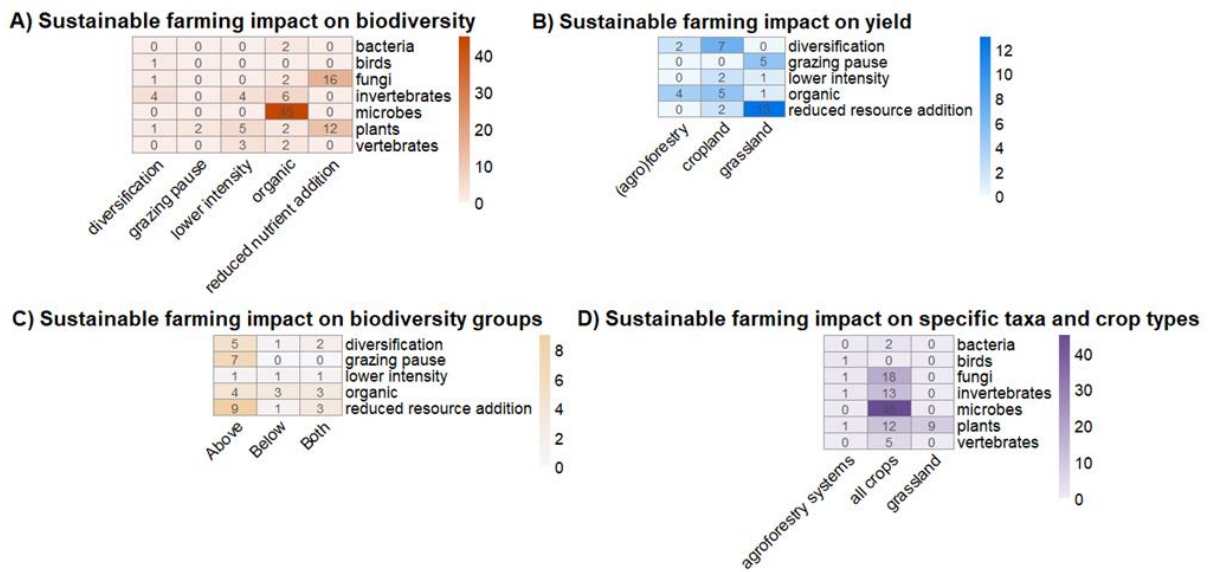 A) Sustainable farming impact on biodiversity
0 0 0 2 0 bacteria
1 0 0 0 0 birds
1 0 0 2 16 fungi
4 0 4 6 0 invertebrates
0 0 0 45 0 microbes
1 2 5 2 12 plants
0 0 3 2 0 vertebrates
diversification
grazing pause
lower intensity
organic
reduced nutrient addition
40
30
20
10
0
B) Sustainable farming impact on yield
2 7 0 diversification
0 0 5 grazing pause
0 2 1 lower intensity
4 5 1 organic
0 2 13 reduced resource addition
(agro)forestry
cropland
grassland
12
10
8
6
4
2
0
C) Sustainable farming impact on biodiversity groups
5 1 2 diversification
7 0 0 grazing pause
1 1 1 lower intensity
4 3 3 organic
9 1 3 reduced resource addition
Above
Below
Both
8
6
4
2
0
D) Sustainable farming impact on specific taxa and crop types
0 2 0 bacteria
1 0 0 birds
1 18 0 fungi
1 13 0 invertebrates
0 0 microbes
1 12 9 plants
0 5 0 vertebrates
agroforestry systems
all crops
grassland
40
30
20
10
0